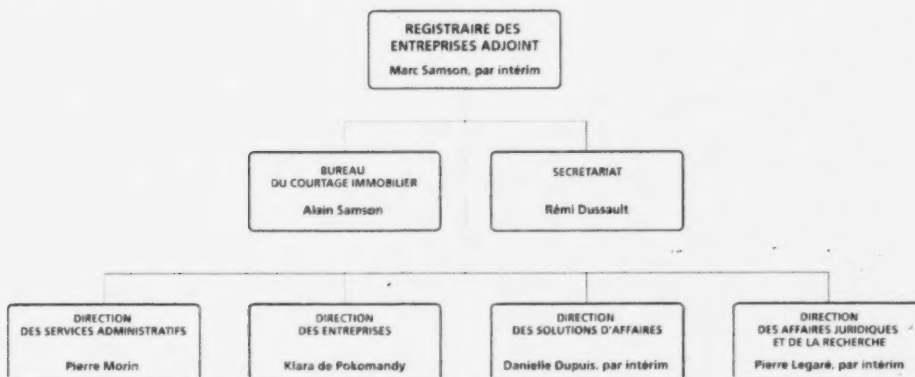 REGISTRAIRE DES
ENTREPRISES ADJOINT
Marc Samson, par intérim
BUREAU
DU COURTAGE IMMOBILIER
Alain Samson
SECRÉTARIAT
Rémi Dussault
DIRECTION
DES SERVICES ADMINISTRATIFS
Pierre Morin
DIRECTION
DES ENTREPRISES
Klara de Pokomandy
DIRECTION
DES SOLUTIONS D'AFFAIRES
Danielle Dupuis, par intérim
DIRECTION
DES AFFAIRES JURIDIQUES
ET DE LA RECHERCHE
Pierre Legaré, par intérim